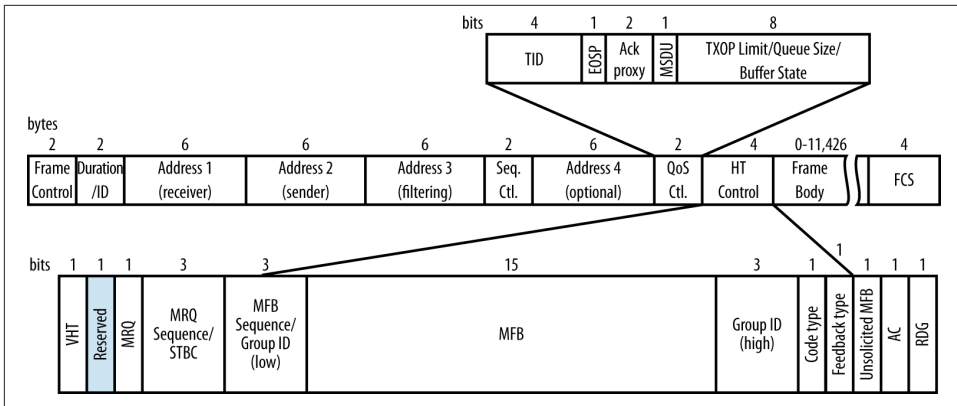 bits 4 1 2 1 8
TID EOSP Ack proxy MSDU TXOP Limit/Queue Size/ Buffer State
bytes
2 2 6 6 6 2 6 2 4 0-11,426 4
Frame Control Duration /ID Address 1 (receiver) Address 2 (sender) Address 3 (filtering) Seq. Ctl. Address 4 (optional) QoS Ctl. HT Control Frame Body FCS
1
bits 1 1 1 3 3 15 3 1 1 1 1
VHT Reserved MRQ MRQ Sequence/ STBC MFB Sequence/ Group ID (low) MFB Group ID (high) Code type Feedback type Unsolicited MFB AC RDG